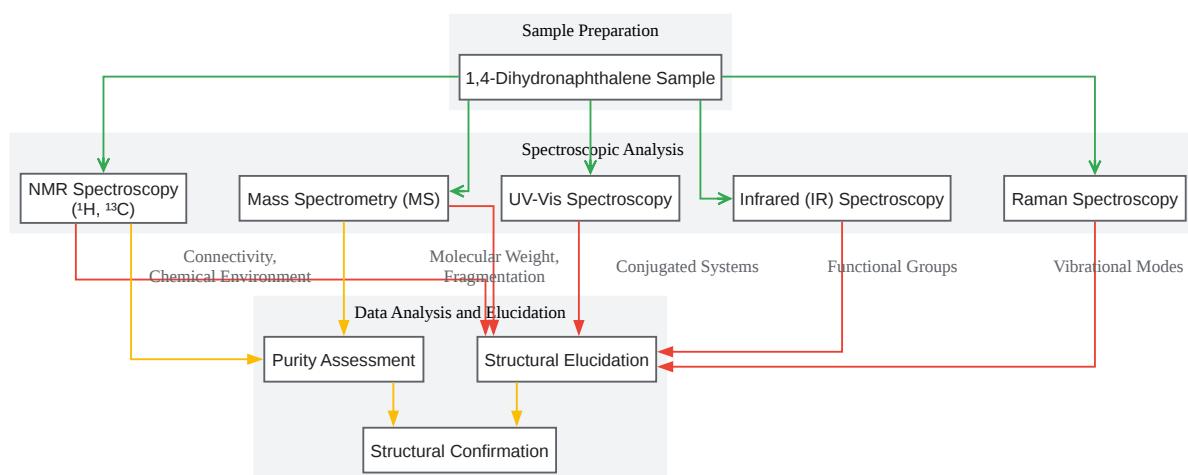 Sample Preparation
1,4-Dihydronaphthalene Sample
Spectroscopic Analysis
NMR Spectroscopy
(¹H, ¹³C)
Mass Spectrometry (MS)
UV-Vis Spectroscopy
Infrared (IR) Spectroscopy
Raman Spectroscopy
Connectivity,
Chemical Environment
Molecular Weight,
Fragmentation
Conjugated Systems
Functional Groups
Vibrational Modes
Data Analysis and Elucidation
Purity Assessment
Structural Elucidation
Structural Confirmation